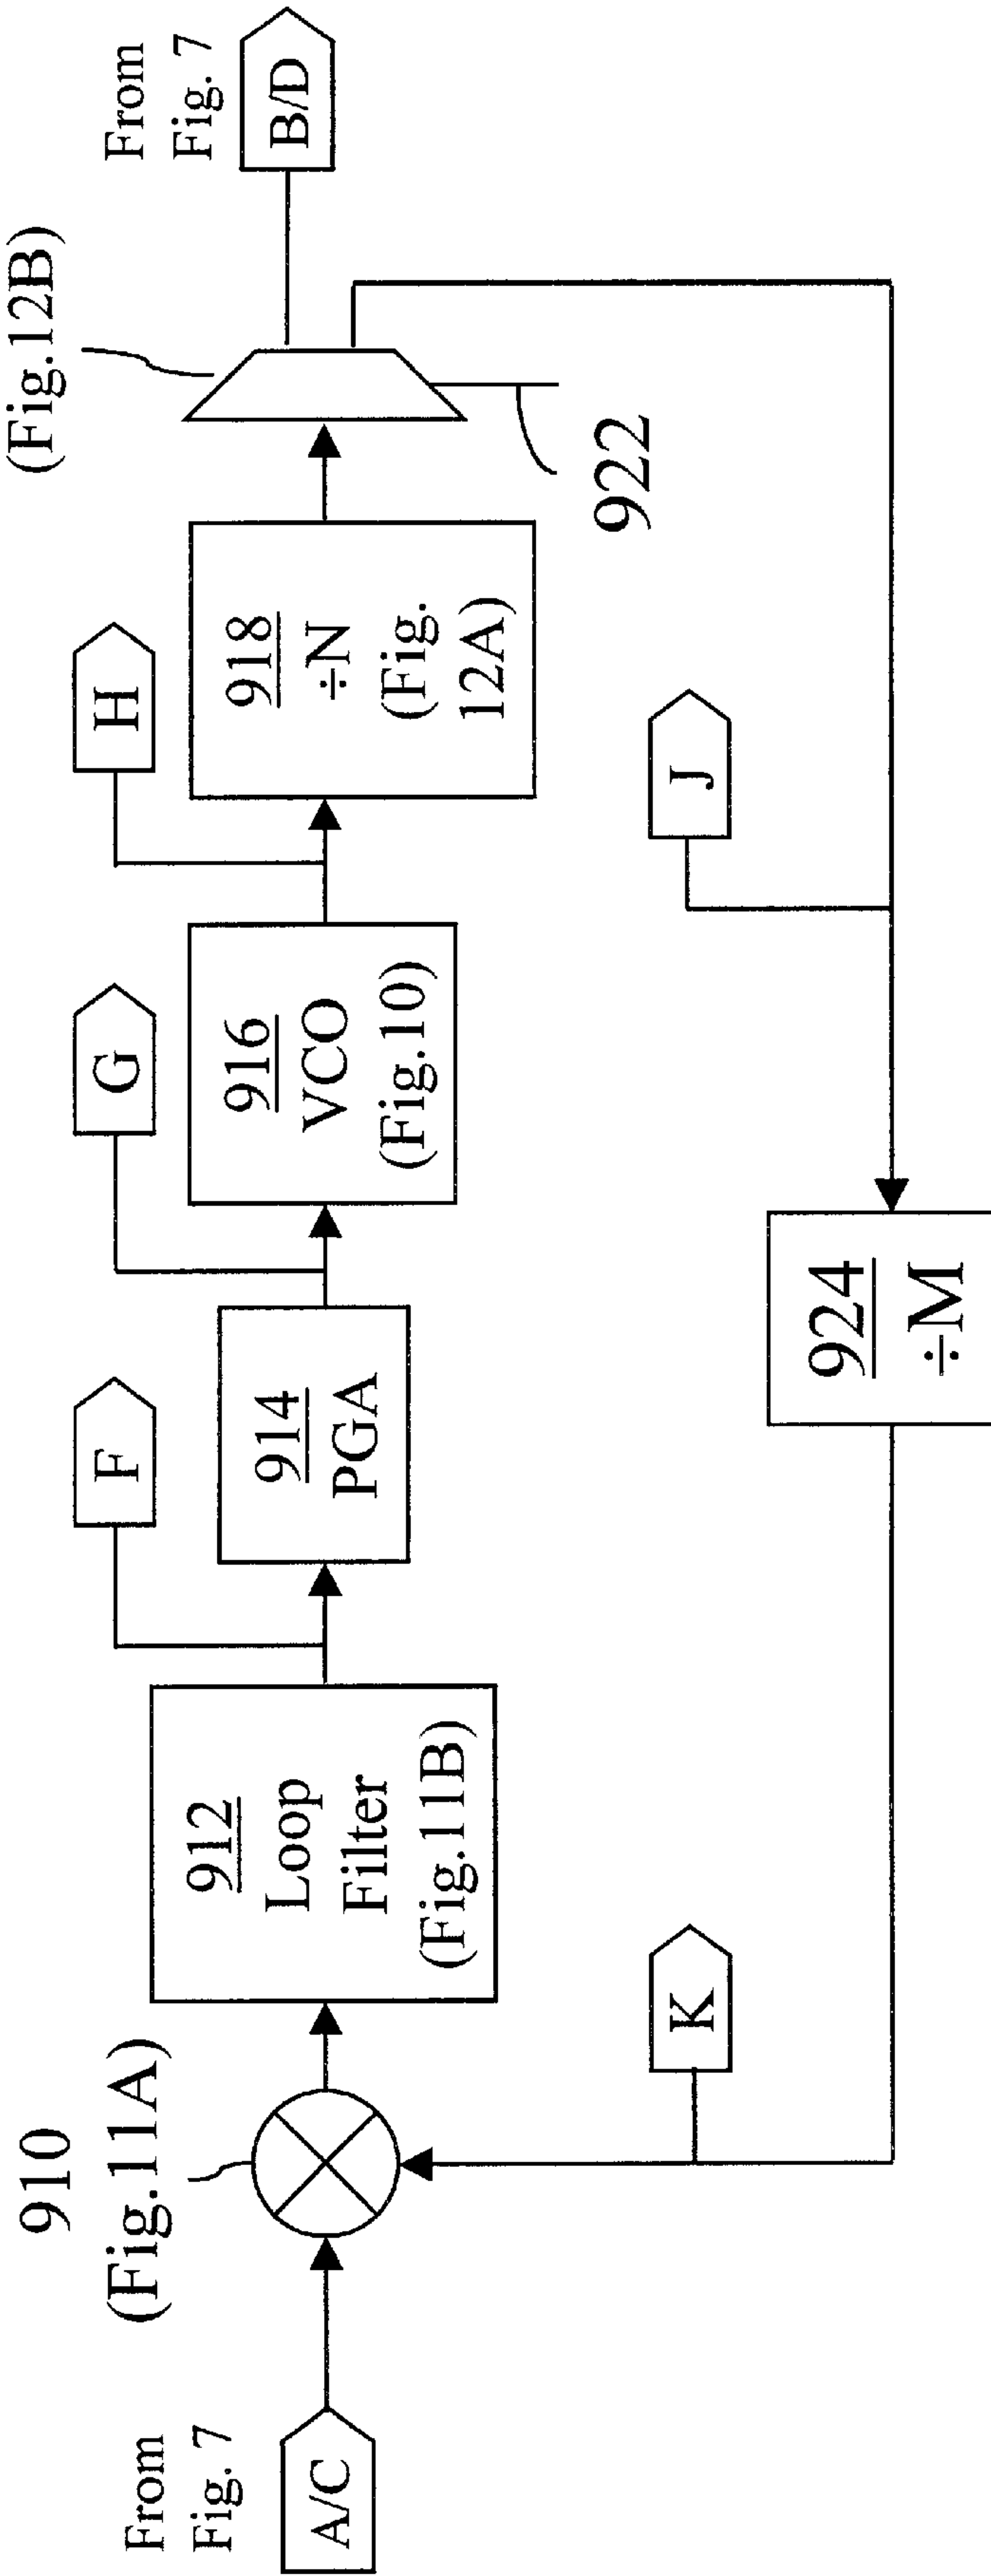 From
Fig. 7
A/C
910
(Fig.11A)
912
Loop
Filter
(Fig.11B)
F
914
PGA
G
916
VCO
(Fig.10)
H
918
÷N
(Fig.
12A)
(Fig.12B)
922
From
Fig. 7
B/D
K
924
÷M
J